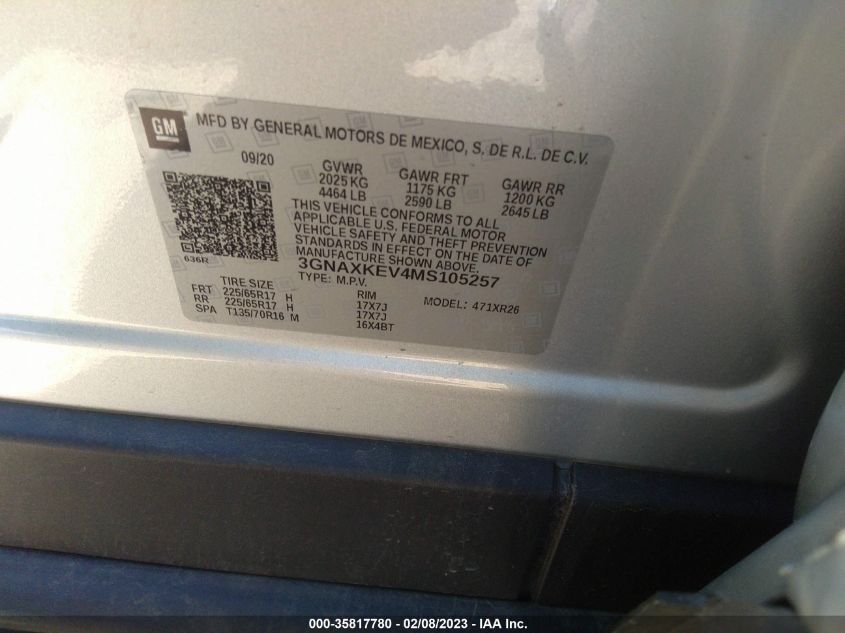 GM
MFD BY GENERAL MOTORS DE MEXICO, S. DE R.L. DE C.V.
09/20
GVWR GAWR FRT GAWR RR
2025 KG 1175 KG 1200 KG
4464 LB 2590 LB 2645 LB
THIS VEHICLE CONFORMS TO ALL
APPLICABLE U.S. FEDERAL MOTOR
VEHICLE SAFETY AND THEFT PREVENTION
STANDARDS IN EFFECT ON THE DATE OF
MANUFACTURE SHOWN ABOVE.
636R
3GNAXKEV4MS105257
TYPE: M.P.V.
MODEL: 471XR26
TIRE SIZE RIM
FRT 225/65R17 H 17X7J
RR 225/65R17 H 17X7J
SPA T135/70R16 M 16X4BT
000-35817780 - 02/08/2023 - IAA Inc.